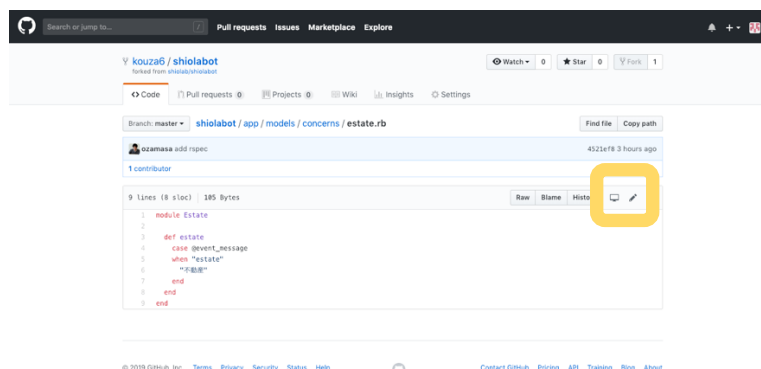 Search or jump to... / Pull requests Issues Marketplace Explore
kouza6 / shiolabot Watch 0 Star 0 Fork 1
forked from shiolab/shiolabot
Code Pull requests 0 Projects 0 Wiki Insights Settings
Branch: master shiolabot / app / models / concerns / estate.rb Find file Copy path
ozamasa add rspec 4521ef8 3 hours ago
1 contributor
9 lines (8 sloc) 105 Bytes Raw Blame Histo
1 module Estate
2
3 def estate
4 case @event_message
5 when "estate"
6 "不動産"
7 end
8 end
9 end
© 2019 GitHub, Inc. Terms Privacy Security Status Help Contact GitHub Pricing API Training Blog About